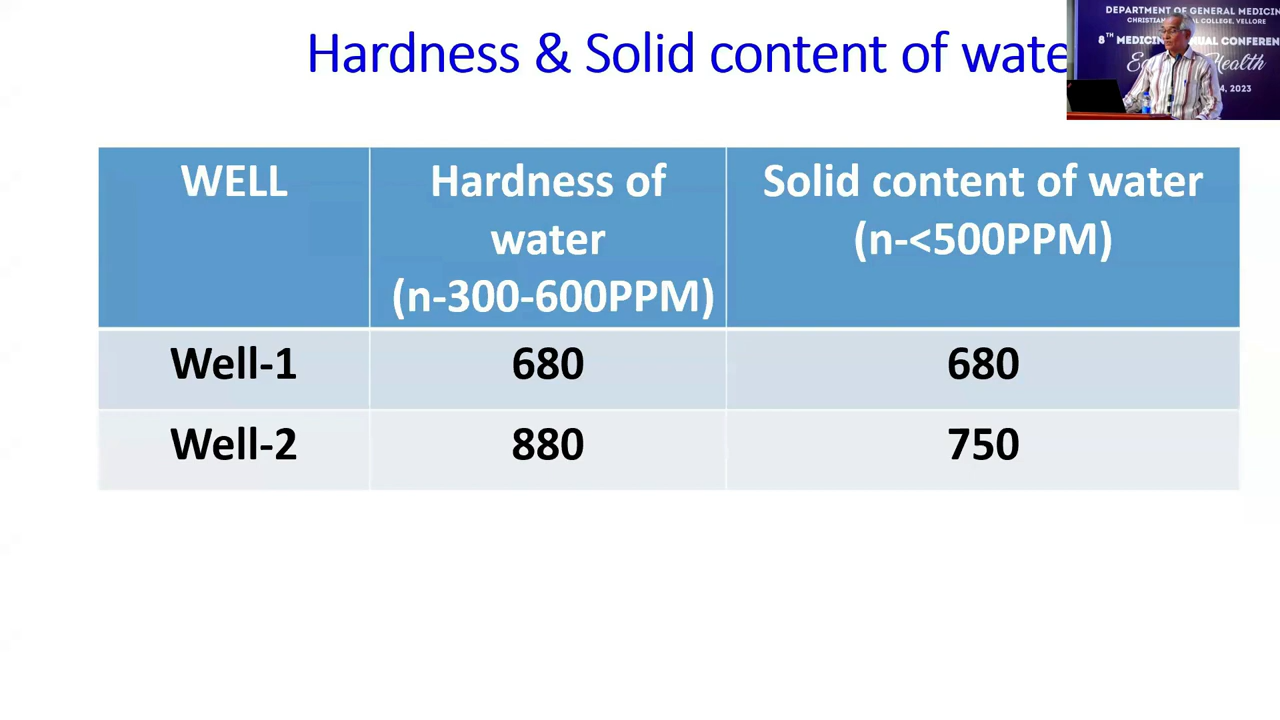 Hardness & Solid content of wate
DEPARTMENT OF GENERAL MEDICIN
CHRISTIAN COLLEGE, VELLORE
8TH MEDICIN CONFEREN
Health
4, 2023
WELL
Hardness of
water
(n-300-600PPM)
Solid content of water
(n-<500PPM)
Well-1
680
680
Well-2
880
750